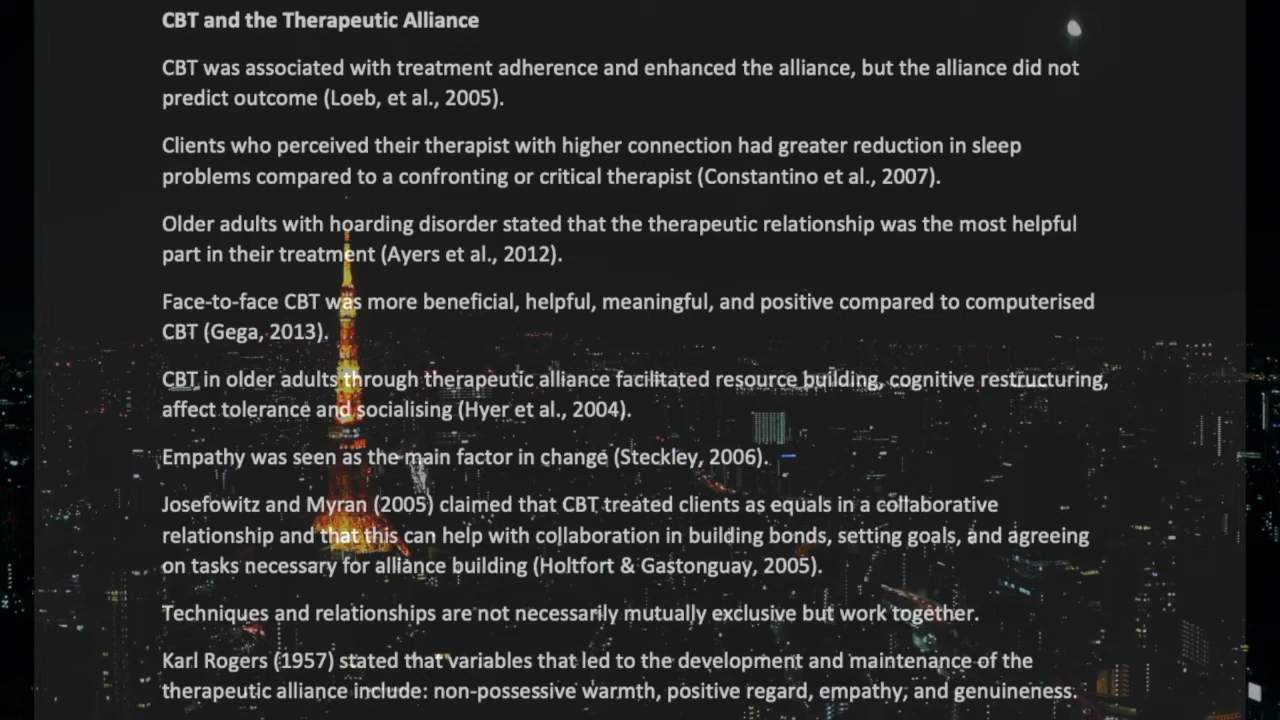 CBT and the Therapeutic Alliance
CBT was associated with treatment adherence and enhanced the alliance, but the alliance did not
predict outcome (Loeb, et al., 2005).
Clients who perceived their therapist with higher connection had greater reduction in sleep
problems compared to a confronting or critical therapist (Constantino et al., 2007).
Older adults with hoarding disorder stated that the therapeutic relationship was the most helpful
part in their treatment (Ayers et al., 2012).
Face-to-face CBT was more beneficial, helpful, meaningful, and positive compared to computerised
CBT (Gega, 2013).
CBT in older adults through therapeutic alliance facilitated resource building, cognitive restructuring,
affect tolerance and socialising (Hyer et al., 2004).
Empathy was seen as the main factor in change (Steckley, 2006).
Josefowitz and Myran (2005) claimed that CBT treated clients as equals in a collaborative
relationship and that this can help with collaboration in building bonds, setting goals, and agreeing
on tasks necessary for alliance building (Holtfort & Gastonguay, 2005).
Techniques and relationships are not necessarily mutually exclusive but work together.
Karl Rogers (1957) stated that variables that led to the development and maintenance of the
therapeutic alliance include: non-possessive warmth, positive regard, empathy, and genuineness.